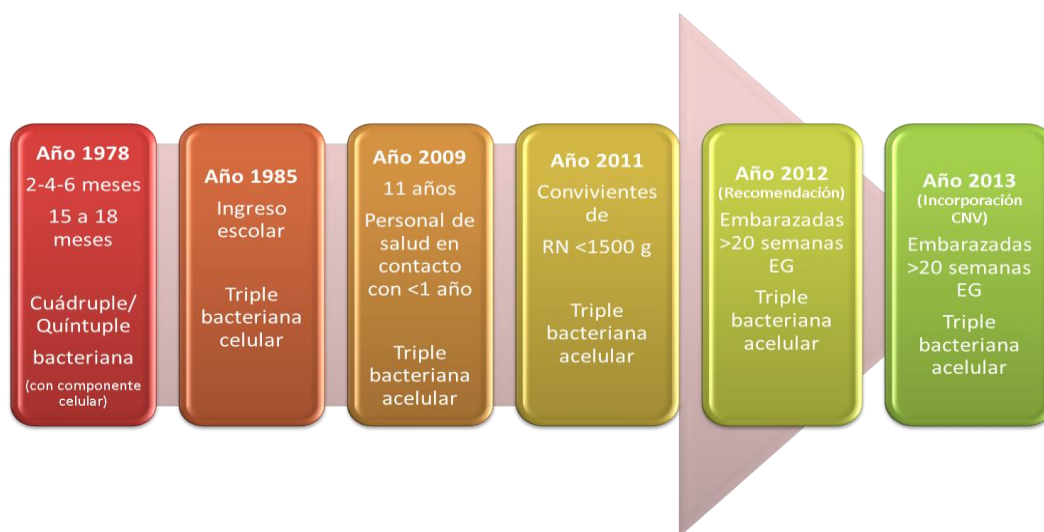 Año 1978
2-4-6 meses
15 a 18
meses
Cuádruple/
Quíntuple
bacteriana
(con componente
celular)
Año 1985
Ingreso
escolar
Triple
bacteriana
celular
Año 2009
11 años
Personal de
salud en
contacto
con <1 año
Triple
bacteriana
acelular
Año 2011
Convivientes
de
RN <1500 g
Triple
bacteriana
acelular
Año 2012
(Recomendación)
Embarazadas
>20 semanas
EG
Triple
bacteriana
acelular
Año 2013
(Incorporación
CNV)
Embarazadas
>20 semanas
EG
Triple
bacteriana
acelular